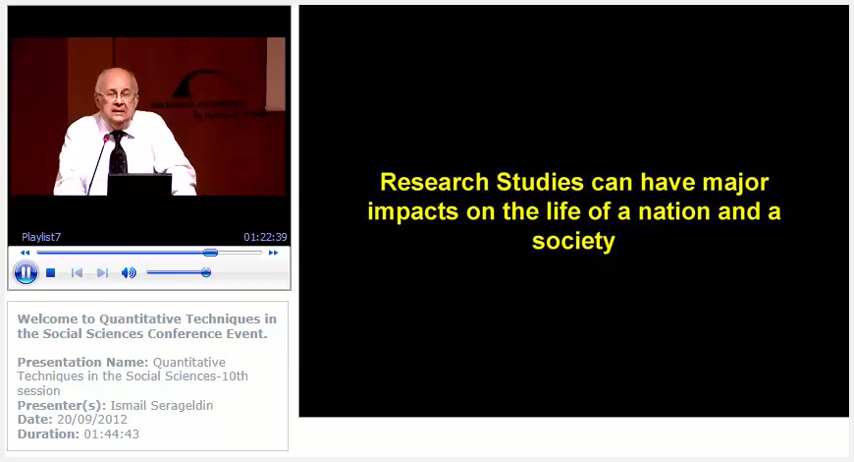 Playlist7
01:22:39
Welcome to Quantitative Techniques in
the Social Sciences Conference Event.
Presentation Name: Quantitative
Techniques in the Social Sciences-10th
session
Presenter(s): Ismail Serageldin
Date: 20/09/2012
Duration: 01:44:43
Research Studies can have major
impacts on the life of a nation and a
society